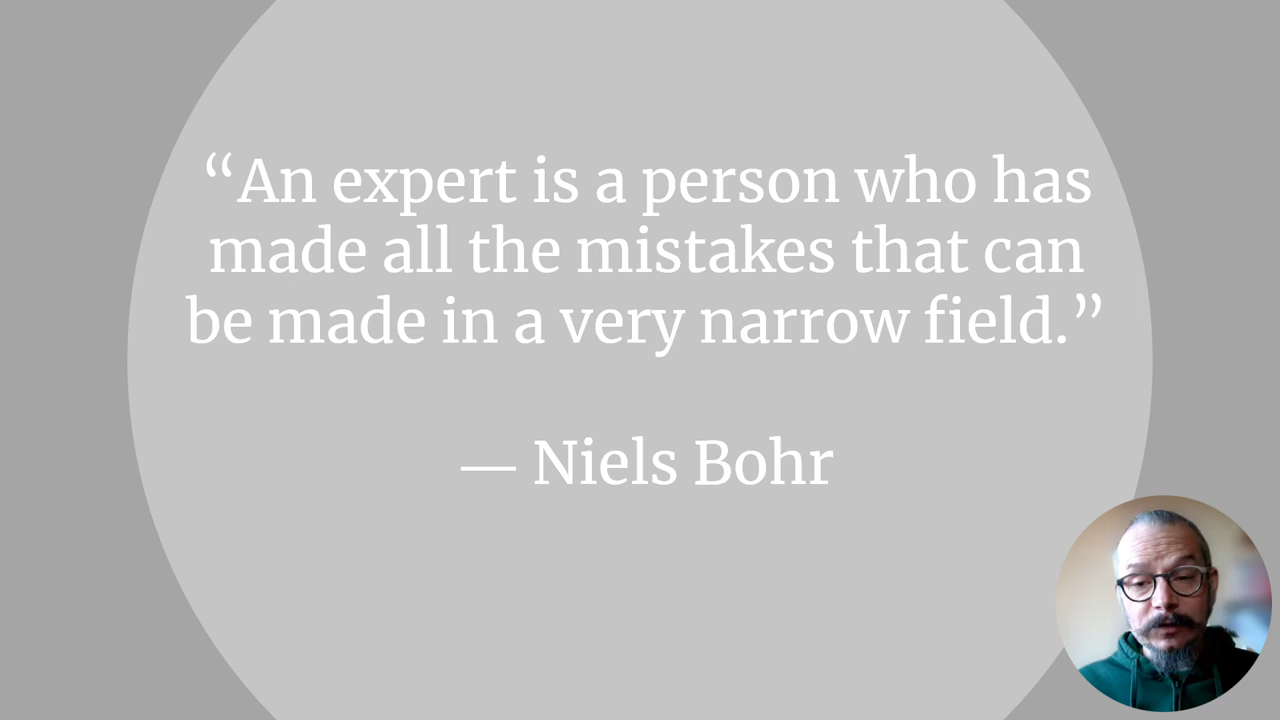 “An expert is a person who has
made all the mistakes that can
be made in a very narrow field.”
— Niels Bohr